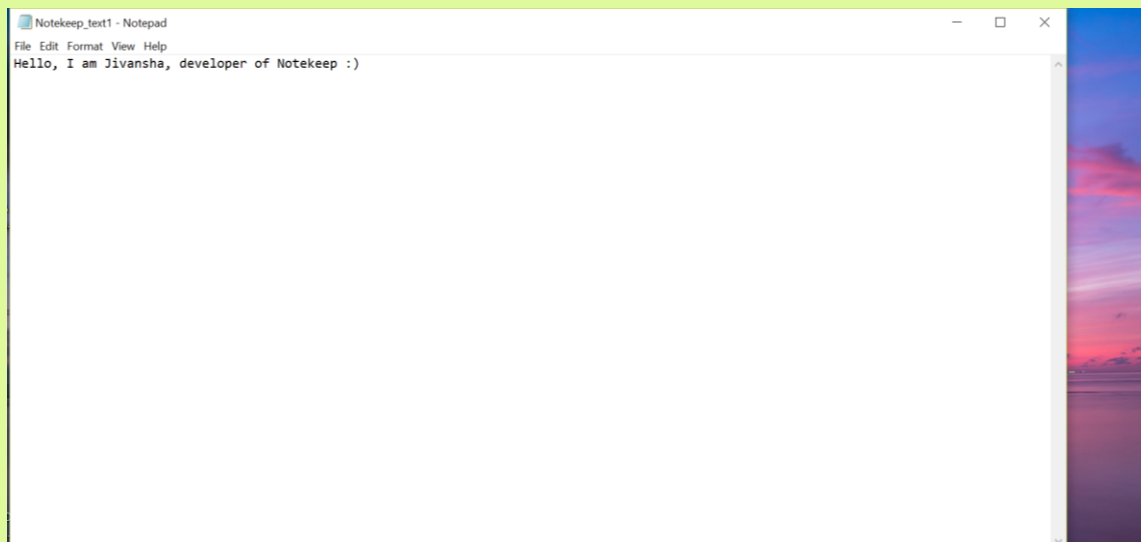 Notekeep_text1 - Notepad
File Edit Format View Help
Hello, I am Jivansha, developer of Notekeep :)